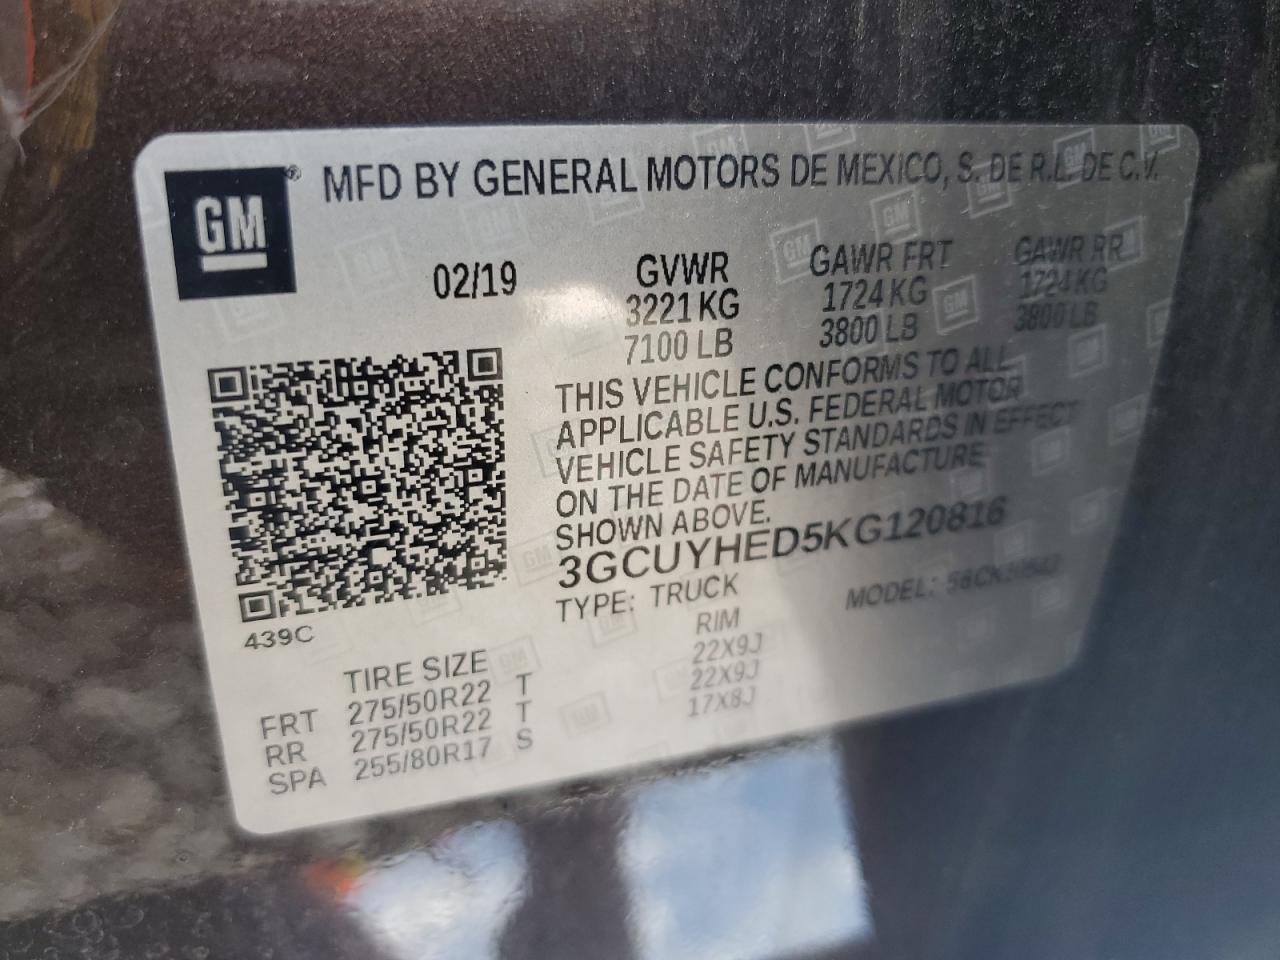 GM ® MFD BY GENERAL MOTORS DE MEXICO, S. DE R.L. DE C.V.
02/19 GVWR GAWR FRT GAWR RR
3221 KG 1724 KG 1724 KG
7100 LB 3800 LB 3800 LB
THIS VEHICLE CONFORMS TO ALL
APPLICABLE U.S. FEDERAL MOTOR
VEHICLE SAFETY STANDARDS IN EFFECT
ON THE DATE OF MANUFACTURE
SHOWN ABOVE.
3GCUYHED5KG120816
TYPE: TRUCK MODEL:
439C
TIRE SIZE RIM
FRT 275/50R22 T 22X9J
RR 275/50R22 T 22X9J
SPA 255/80R17 S 17X8J